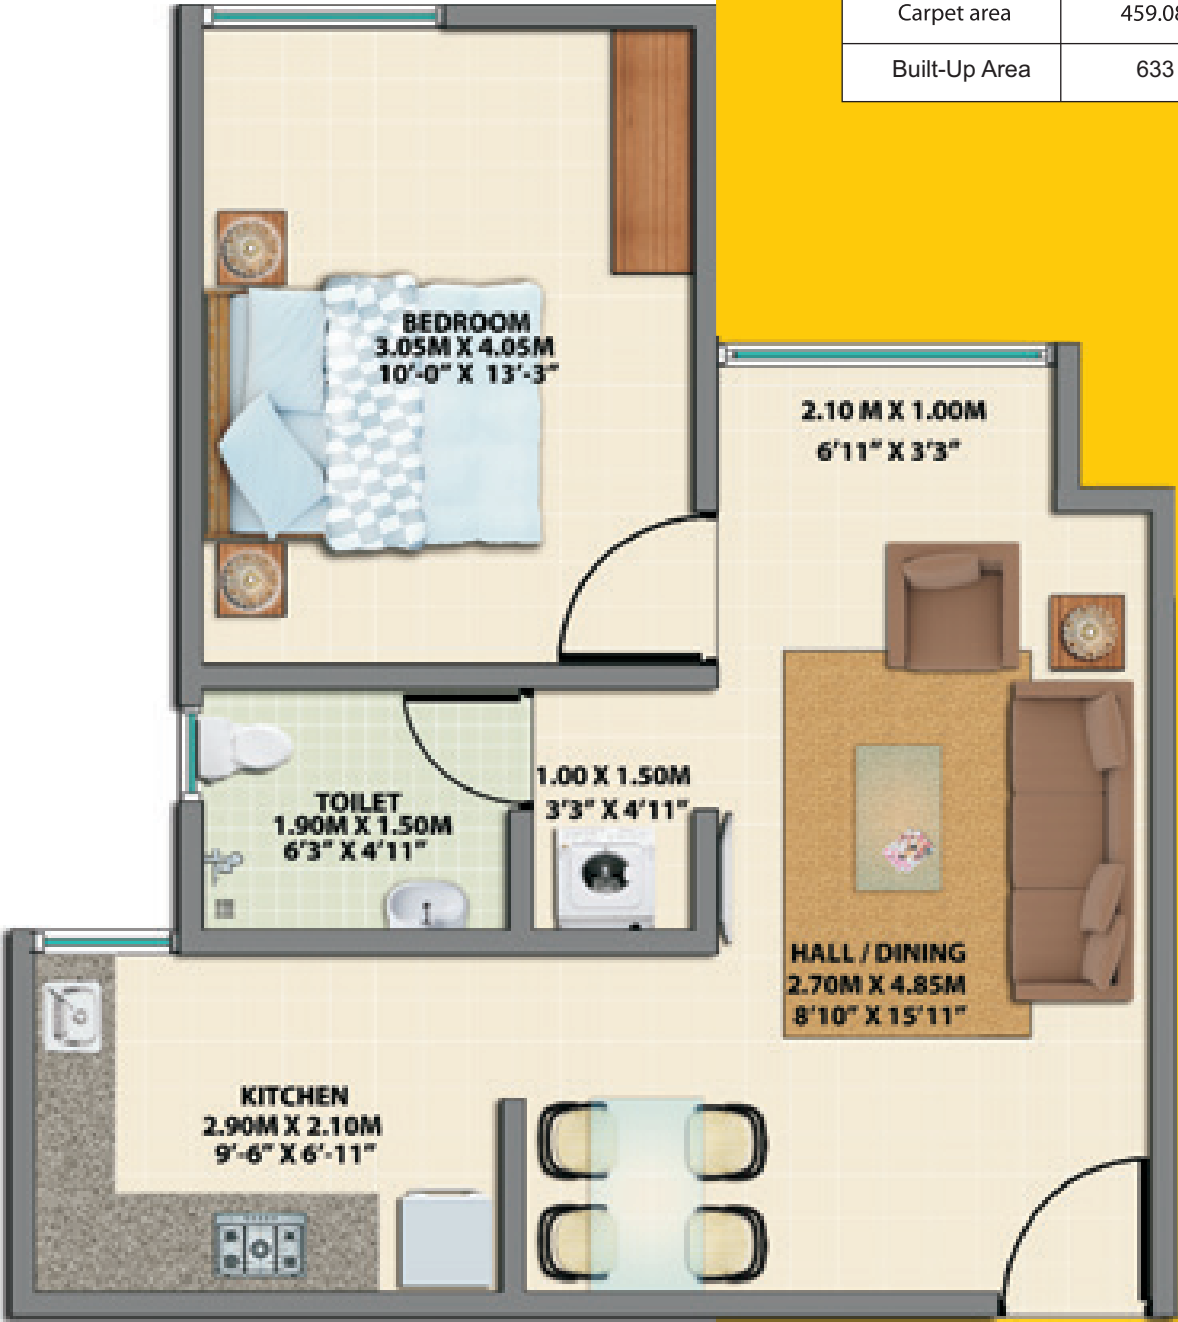 Carpet area 459.08
Built-Up Area 633
BEDROOM
3.05M X 4.05M
10'-0" X 13'-3"
2.10 M X 1.00M
6'11" X 3'3"
1.00 X 1.50M
3'3" X 4'11"
TOILET
1.90M X 1.50M
6'3" X 4'11"
HALL / DINING
2.70M X 4.85M
8'10" X 15'11"
KITCHEN
2.90M X 2.10M
9'-6" X 6'-11"